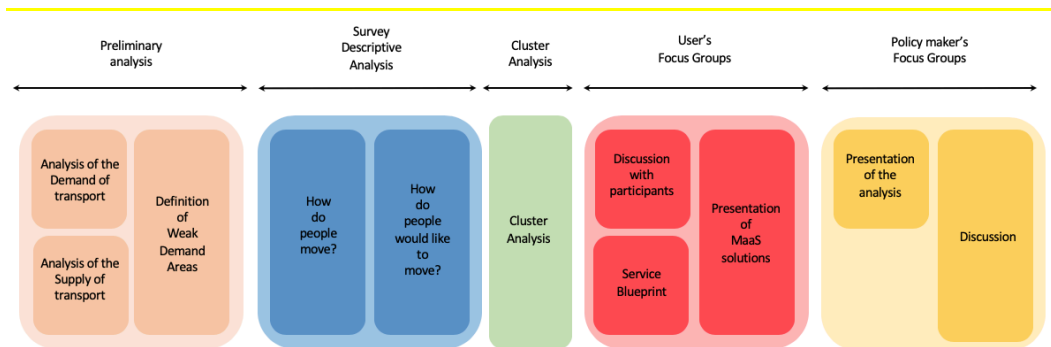 Preliminary
analysis
Survey
Descriptive
Analysis
Cluster
Analysis
User's
Focus Groups
Policy maker's
Focus Groups
Analysis of the
Demand of
transport
Analysis of the
Supply of
transport
Definition
of
Weak
Demand
Areas
How
do
people
move?
How
do
people
would like
to
move?
Cluster
Analysis
Discussion
with
participants
Service
Blueprint
Presentation
of
MaaS
solutions
Presentation
of the
analysis
Discussion